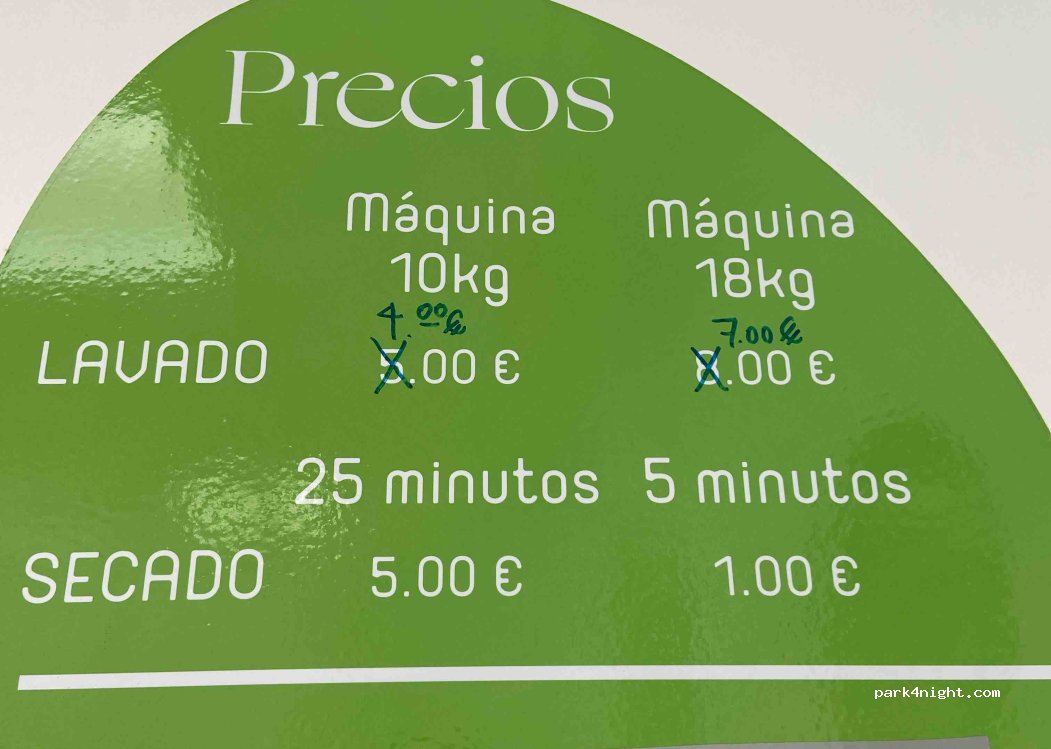 Precios
Máquina Máquina
10kg 18kg
4.00€ 7.00€
LAVADO 5.00 € 8.00 €
25 minutos 5 minutos
SECADO 5.00 € 1.00 €
park4night.com